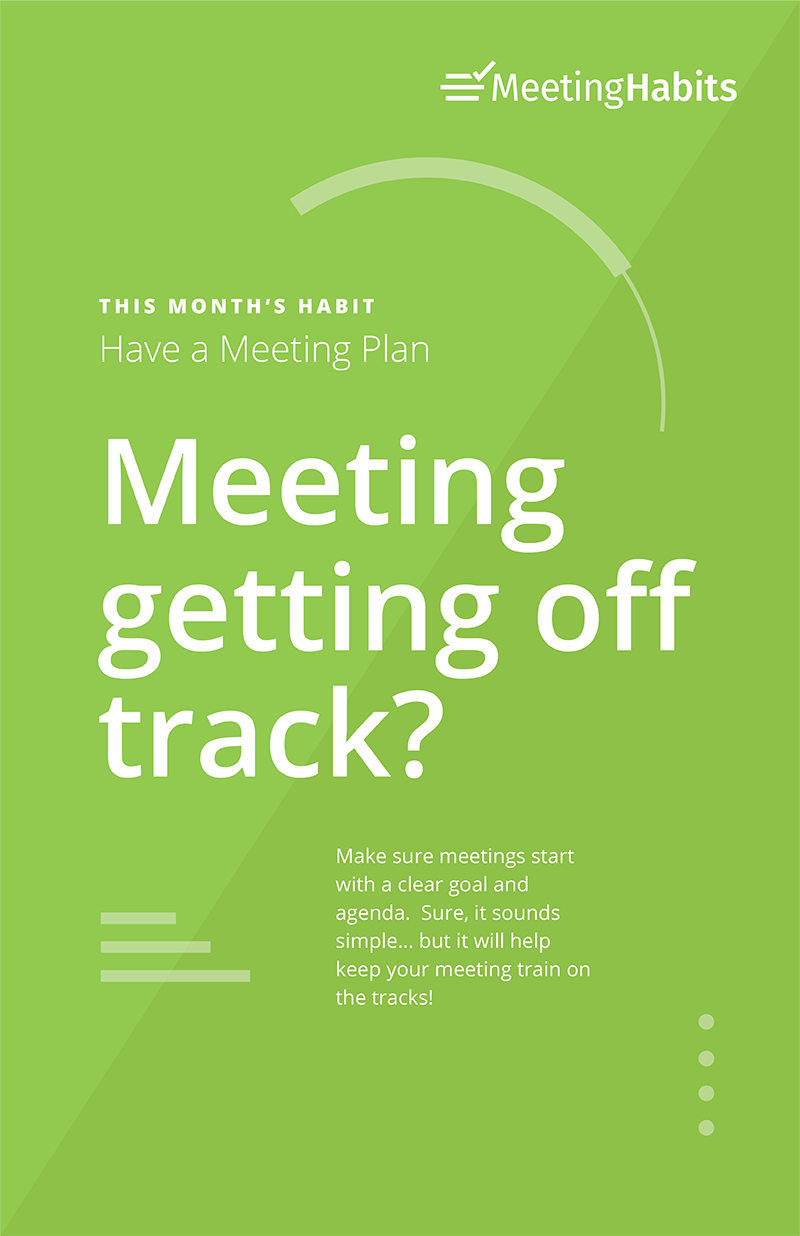 MeetingHabits
THIS MONTH’S HABIT
Have a Meeting Plan
Meeting
getting off
track?
Make sure meetings start
with a clear goal and
agenda.  Sure, it sounds
simple... but it will help
keep your meeting train on
the tracks!